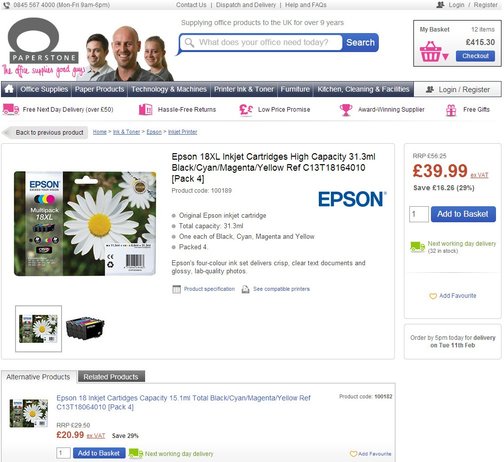 0845 567 4000 (Mon-Fri 9am-6pm)
Contact Us | Dispatch and Delivery | Help and FAQs
Login / Register
PAPERSTONE
The office supplies good guys
Supplying office products to the UK for over 9 years
What does your office need today?
Search
My Basket
12 items
£415.30
Checkout
Office Supplies
Paper Products
Technology & Machines
Printer Ink & Toner
Furniture
Kitchen, Cleaning & Facilities
Login / Register
Free Next Day Delivery (over £50)
Hassle-Free Returns
Low Price Promise
Award-Winning Supplier
Free Gifts
Back to previous product
Home > Ink & Toner > Epson > Inkjet Printer
EPSON
Multipack
18XL
Epson 18XL Inkjet Cartridges High Capacity 31.3ml
Black/Cyan/Magenta/Yellow Ref C13T18164010
[Pack 4]
Product code: 100189
EPSON
Original Epson inkjet cartridge
Total capacity: 31.3ml
One each of Black, Cyan, Magenta and Yellow
Packed 4.
Epson's four-colour ink set delivers crisp, clear text documents and
glossy, lab-quality photos.
Product specification
See compatible printers
RRP £56.25
£39.99 ex.VAT
Save £16.26 (29%)
1
Add to Basket
Next working day delivery
(32 in stock)
Add Favourite
Order by 5pm today for delivery
on Tue 11th Feb
Alternative Products
Related Products
Epson 18 Inkjet Cartidges Capacity 15.1ml Total Black/Cyan/Magenta/Yellow Ref
C13T18064010 [Pack 4]
Product code: 100182
RRP £29.50
£20.99 ex.VAT Save 29%
1
Add to Basket
Next working day delivery
Add Favourite